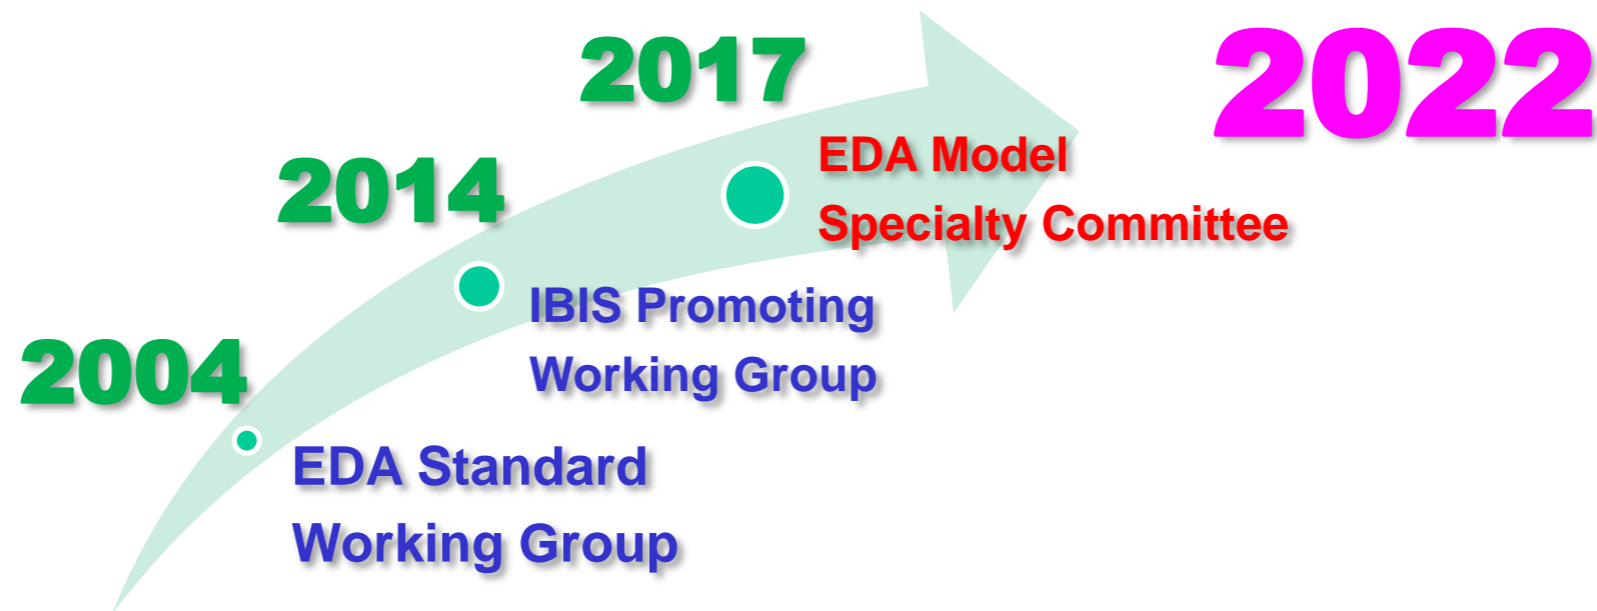 2004
EDA Standard
Working Group
2014
IBIS Promoting
Working Group
2017
EDA Model
Specialty Committee
2022